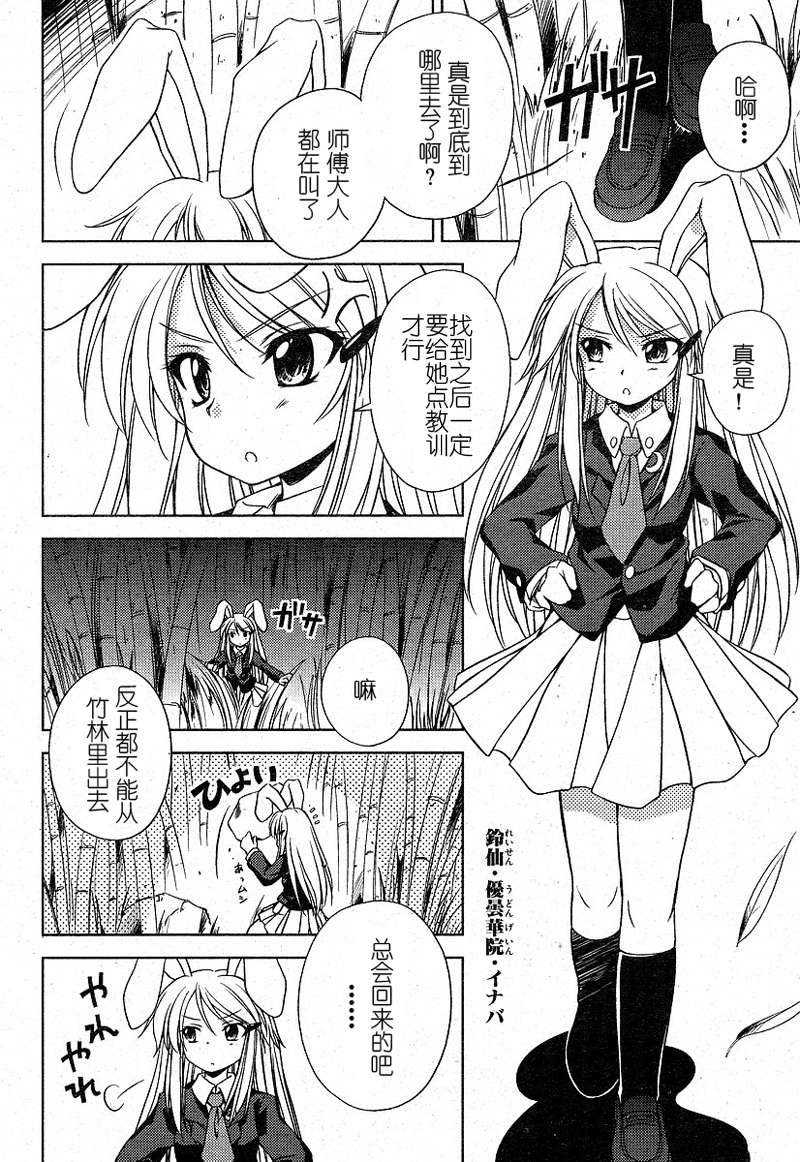 哈啊…
ガサ
真是到底到
哪里去了啊？
师傅大人
都在叫了
真是！
找到之后一定
要给她点教训
才行
鈴仙・優曇華院・イナバ
れいせん
うどんげいん
ガサ
嘛
反正都不能从
竹林里出去
ひょい
あっムシ
总会回来的吧
……
やれ
やれ